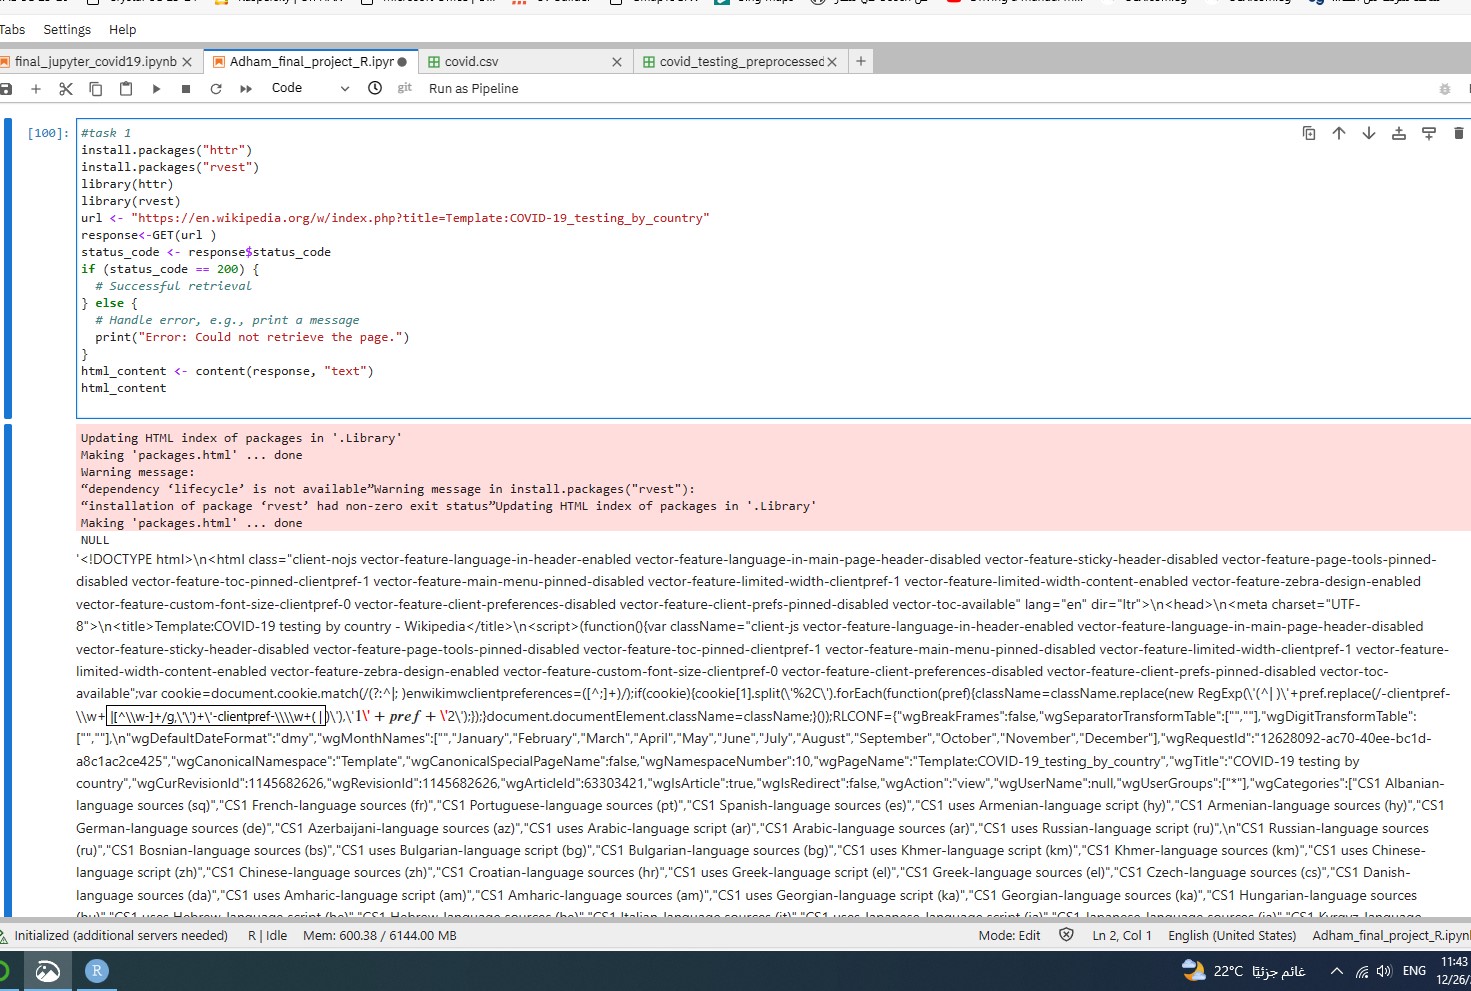 Tabs Settings Help
final_jupyter_covid19.ipynb Adham_final_project_R.ipyr covid.csv covid_testing_preprocessed
Code git Run as Pipeline
[100]: #task 1
install.packages("httr")
install.packages("rvest")
library(httr)
library(rvest)
url <- "https://en.wikipedia.org/w/index.php?title=Template:COVID-19_testing_by_country"
response<-GET(url )
status_code <- response$status_code
if (status_code == 200) {
# Successful retrieval
} else {
# Handle error, e.g., print a message
print("Error: Could not retrieve the page.")
}
html_content <- content(response, "text")
html_content
Updating HTML index of packages in '.Library'
Making 'packages.html' ... done
Warning message:
“dependency ‘lifecycle’ is not available”Warning message in install.packages("rvest"):
“installation of package ‘rvest’ had non-zero exit status”Updating HTML index of packages in '.Library'
Making 'packages.html' ... done
NULL
'<!DOCTYPE html>\n<html class="client-nojs vector-feature-language-in-header-enabled vector-feature-language-in-main-page-header-disabled vector-feature-sticky-header-disabled vector-feature-page-tools-pinned-
disabled vector-feature-toc-pinned-clientpref-1 vector-feature-main-menu-pinned-disabled vector-feature-limited-width-clientpref-1 vector-feature-limited-width-content-enabled vector-feature-zebra-design-enabled
vector-feature-custom-font-size-clientpref-0 vector-feature-client-preferences-disabled vector-feature-client-prefs-pinned-disabled vector-toc-available" lang="en" dir="ltr">\n<head>\n<meta charset="UTF-
8">\n<title>Template:COVID-19 testing by country - Wikipedia</title>\n<script>(function(){var className="client-js vector-feature-language-in-header-enabled vector-feature-language-in-main-page-header-disabled
vector-feature-sticky-header-disabled vector-feature-page-tools-pinned-disabled vector-feature-toc-pinned-clientpref-1 vector-feature-main-menu-pinned-disabled vector-feature-limited-width-clientpref-1 vector-feature-
limited-width-content-enabled vector-feature-zebra-design-enabled vector-feature-custom-font-size-clientpref-0 vector-feature-client-preferences-disabled vector-feature-client-prefs-pinned-disabled vector-toc-
available";var cookie=document.cookie.match(/(?:^|; )enwikimwclientpreferences=([^;]+)/);if(cookie){cookie[1].split(\'%2C\').forEach(function(pref){className=className.replace(new RegExp(\'(^| )\'+pref.replace(/-clientpref-
\\w+|[^\\w-]+/g,\'\')+\'-clientpref-\\\\w+( |)\'),\'1\' + pref + \'2\');});}document.documentElement.className=className;}());RLCONF={"wgBreakFrames":false,"wgSeparatorTransformTable":["",""],"wgDigitTransformTable":
["",""],\n"wgDefaultDateFormat":"dmy","wgMonthNames":["","January","February","March","April","May","June","July","August","September","October","November","December"],"wgRequestId":"12628092-ac70-40ee-bc1d-
a8c1ac2ce425","wgCanonicalNamespace":"Template","wgCanonicalSpecialPageName":false,"wgNamespaceNumber":10,"wgPageName":"Template:COVID-19_testing_by_country","wgTitle":"COVID-19 testing by
country","wgCurRevisionId":1145682626,"wgRevisionId":1145682626,"wgArticleId":63303421,"wgIsArticle":true,"wgIsRedirect":false,"wgAction":"view","wgUserName":null,"wgUserGroups":["*"],"wgCategories":["CS1 Albanian-
language sources (sq)","CS1 French-language sources (fr)","CS1 Portuguese-language sources (pt)","CS1 Spanish-language sources (es)","CS1 uses Armenian-language script (hy)","CS1 Armenian-language sources (hy)","CS1
German-language sources (de)","CS1 Azerbaijani-language sources (az)","CS1 uses Arabic-language script (ar)","CS1 Arabic-language sources (ar)","CS1 uses Russian-language script (ru)",\n"CS1 Russian-language sources
(ru)","CS1 Bosnian-language sources (bs)","CS1 uses Bulgarian-language script (bg)","CS1 Bulgarian-language sources (bg)","CS1 uses Khmer-language script (km)","CS1 Khmer-language sources (km)","CS1 uses Chinese-
language script (zh)","CS1 Chinese-language sources (zh)","CS1 Croatian-language sources (hr)","CS1 uses Greek-language script (el)","CS1 Greek-language sources (el)","CS1 Czech-language sources (cs)","CS1 Danish-
language sources (da)","CS1 uses Amharic-language script (am)","CS1 Amharic-language sources (am)","CS1 uses Georgian-language script (ka)","CS1 Georgian-language sources (ka)","CS1 Hungarian-language sources
Initialized (additional servers needed) R | Idle Mem: 600.38 / 6144.00 MB Mode: Edit Ln 2, Col 1 English (United States) Adham_final_project_R.ipynl
22°C غائم جزئيًا ENG 11:43
12/26/